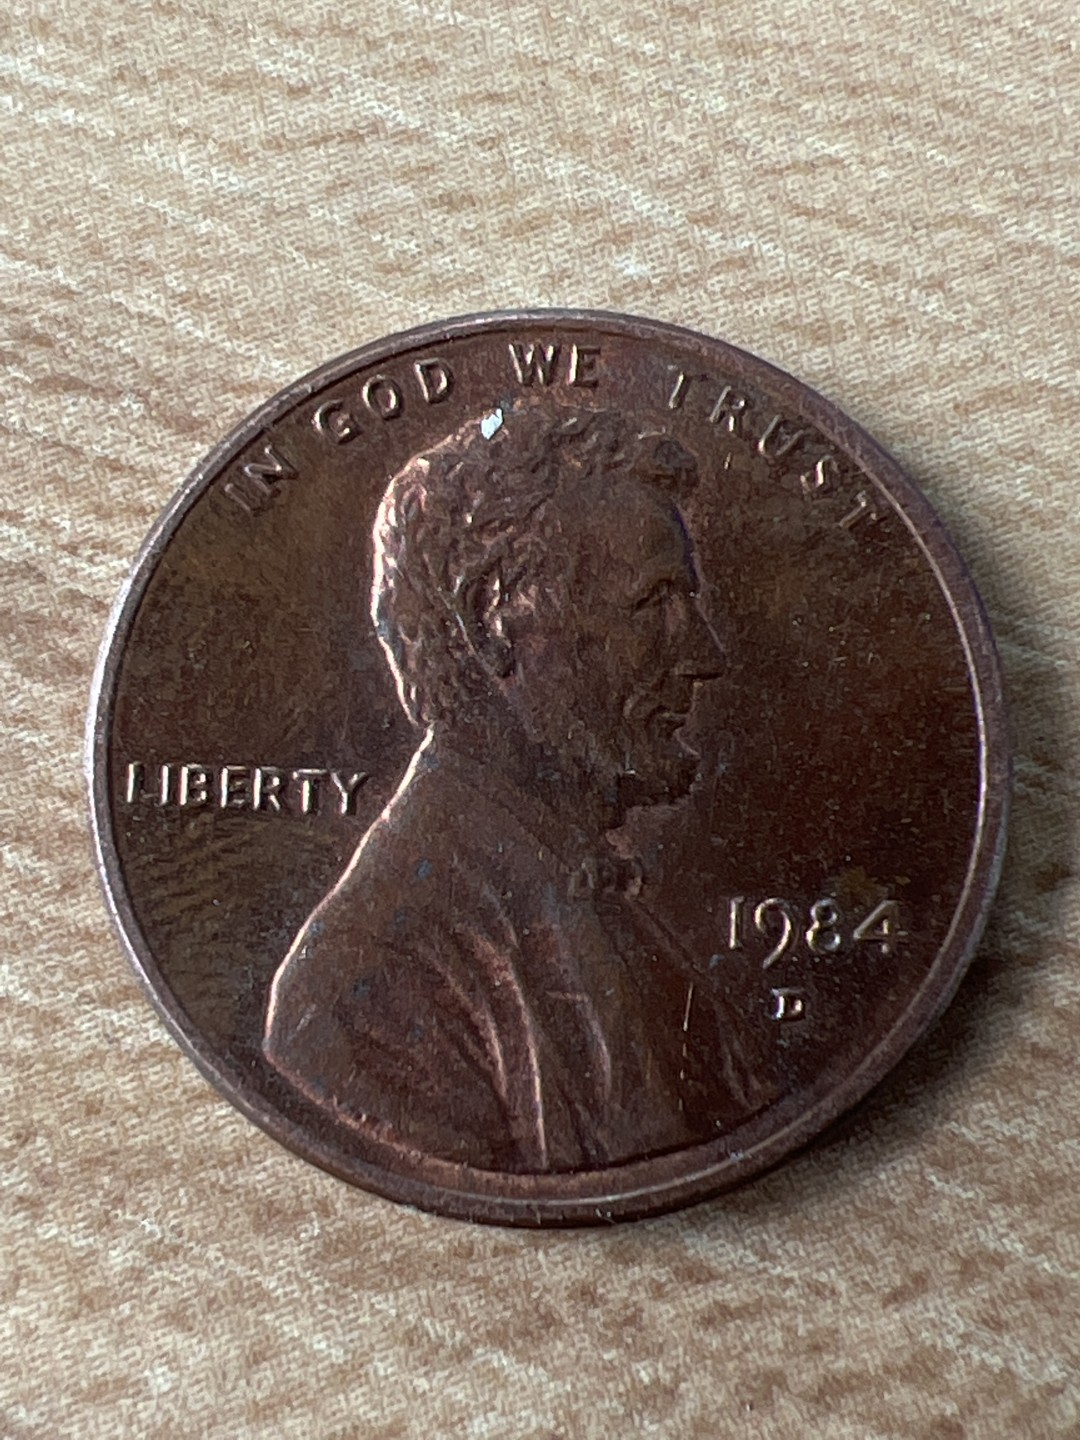 IN GOD WE TRUST
LIBERTY
1984
D